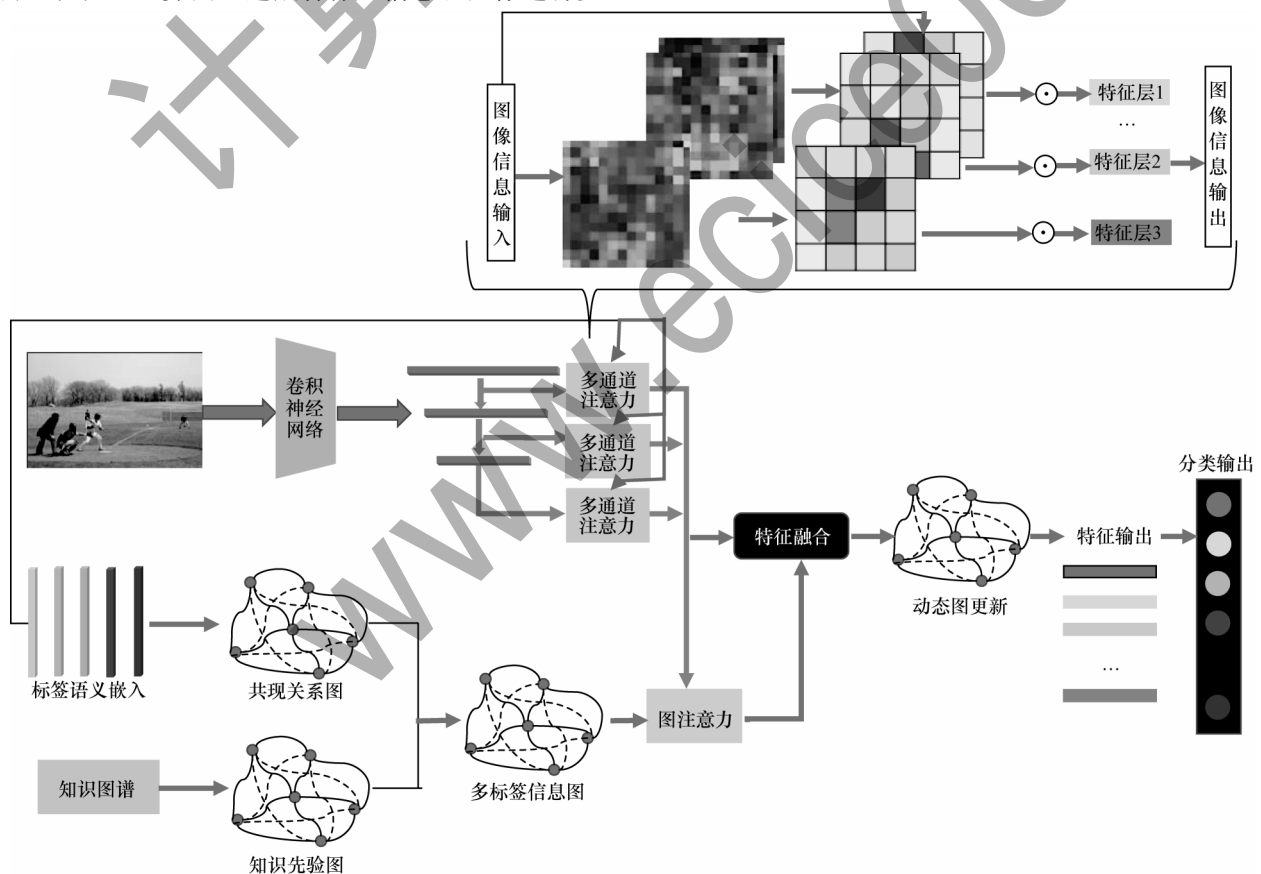 图像信息输入
特征层1
…
特征层2
特征层3
图像信息输出
卷积
神经
网络
多通道
注意力
多通道
注意力
多通道
注意力
特征融合
动态图更新
特征输出
…
分类输出
标签语义嵌入
共现关系图
图注意力
多标签信息图
知识图谱
知识先验图
计算
www.ecice0